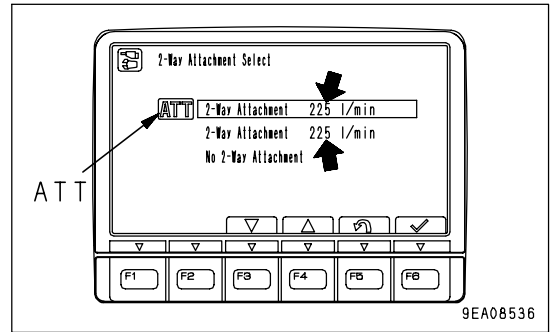 2-Way Attachment Select
ATT 2-Way Attachment 225 l/min
2-Way Attachment 225 l/min
No 2-Way Attachment
ATT
F1 F2 F3 F4 F5 F6
9EA08536